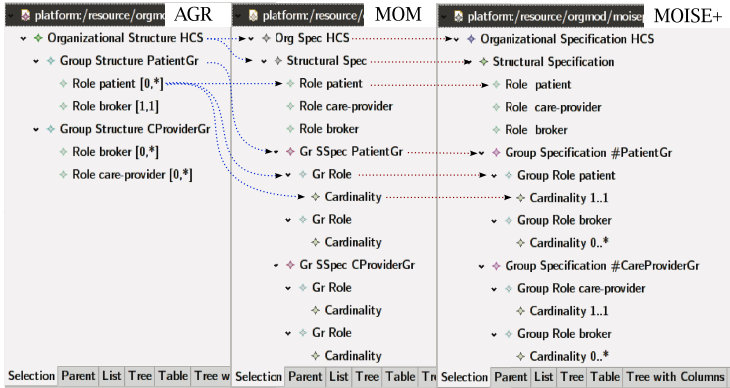 platform:/resource/orgm
AGR
Organizational Structure HCS
Group Structure PatientGr
Role patient [0,*]
Role broker [1,1]
Group Structure CProviderGr
Role broker [0,*]
Role care-provider [0,*]
Selection Parent List Tree Table Tree w
platform:/resource/
MOM
Org Spec HCS
Structural Spec
Role patient
Role care-provider
Role broker
Gr SSpec PatientGr
Gr Role
Cardinality
Gr Role
Cardinality
Gr SSpec CProviderGr
Gr Role
Cardinality
Gr Role
Cardinality
Selection Parent List Tree Table
platform:/resource/orgmod/moise
MOISE+
Organizational Specification HCS
Structural Specification
Role patient
Role care-provider
Role broker
Group Specification #PatientGr
Group Role patient
Cardinality 1..1
Group Role broker
Cardinality 0..*
Group Specification #CareProviderGr
Group Role care-provider
Cardinality 1..1
Group Role broker
Cardinality 0..*
Selection Parent List Tree Table Tree with Columns